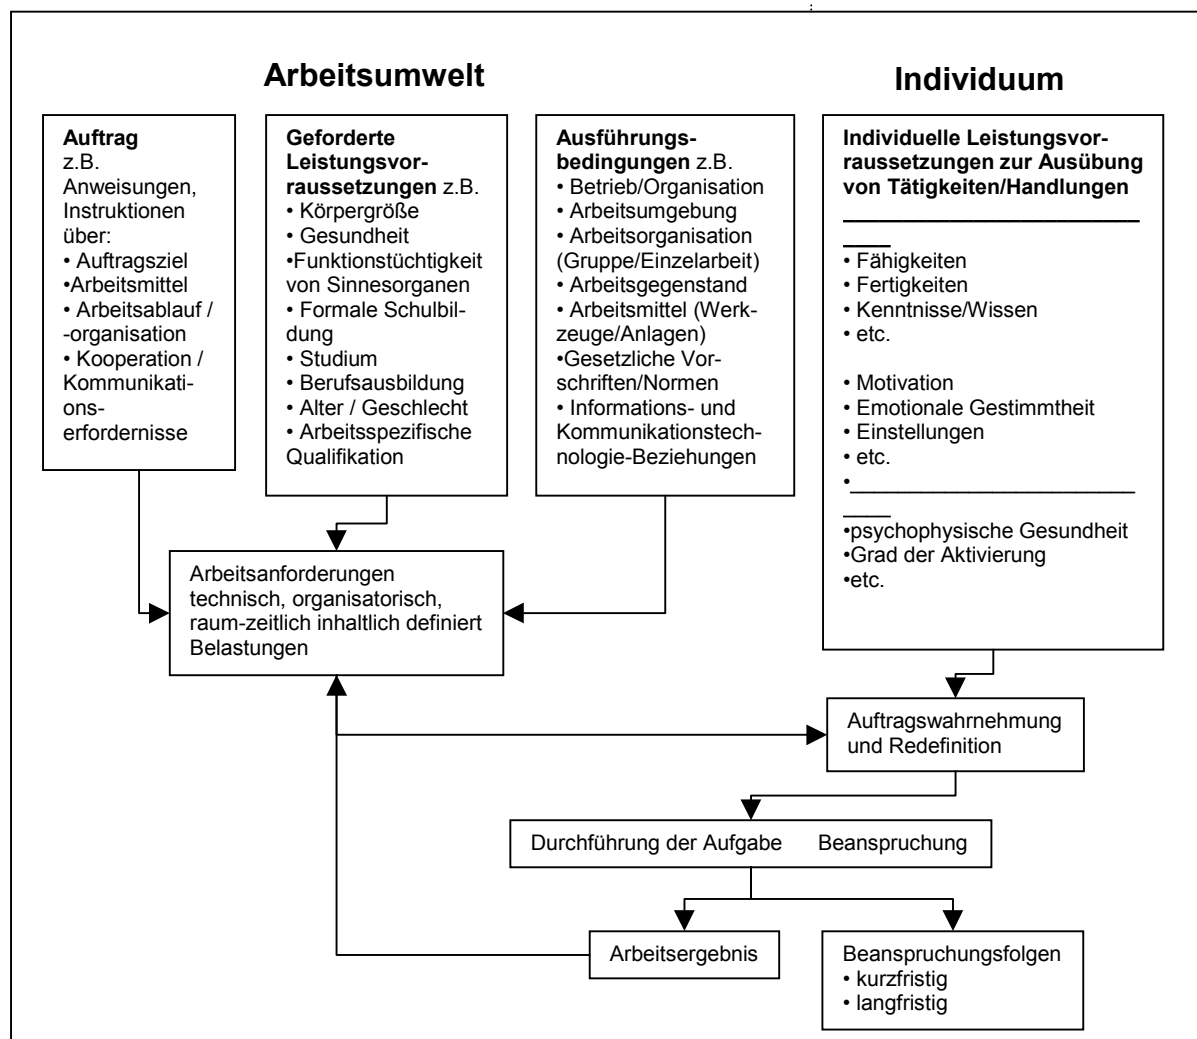 Arbeitsumwelt
Individuum
Auftrag
z.B.
Anweisungen,
Instruktionen
über:
• Auftragsziel
•Arbeitsmittel
• Arbeitsablauf /
-organisation
• Kooperation /
Kommunikati-
ons-
erfordernisse
Geforderte
Leistungsvor-
raussetzungen z.B.
• Körpergröße
• Gesundheit
•Funktionstüchtigkeit
von Sinnesorganen
• Formale Schulbil-
dung
• Studium
• Berufsausbildung
• Alter / Geschlecht
• Arbeitsspezifische
Qualifikation
Ausführungs-
bedingungen z.B.
• Betrieb/Organisation
• Arbeitsumgebung
• Arbeitsorganisation
(Gruppe/Einzelarbeit)
• Arbeitsgegenstand
• Arbeitsmittel (Werk-
zeuge/Anlagen)
•Gesetzliche Vor-
schriften/Normen
• Informations- und
Kommunikationstech-
nologie-Beziehungen
Individuelle Leistungsvor-
raussetzungen zur Ausübung
von Tätigkeiten/Handlungen
• Fähigkeiten
• Fertigkeiten
• Kenntnisse/Wissen
• etc.
• Motivation
• Emotionale Gestimmtheit
• Einstellungen
• etc.
•
•psychophysische Gesundheit
•Grad der Aktivierung
•etc.
Arbeitsanforderungen
technisch, organisatorisch,
raum-zeitlich inhaltlich definiert
Belastungen
Auftragswahrnehmung
und Redefinition
Durchführung der Aufgabe Beanspruchung
Arbeitsergebnis
Beanspruchungsfolgen
• kurzfristig
• langfristig